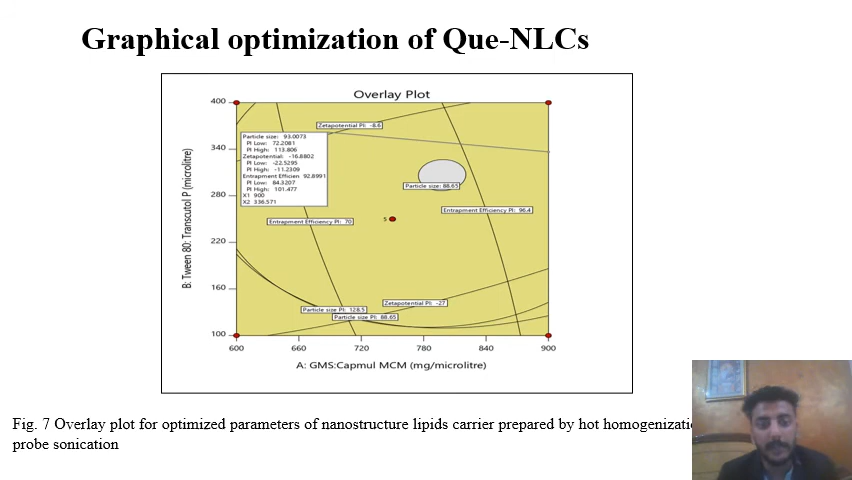 Graphical optimization of Que-NLCs
Overlay Plot
B: Tween 80: Transcutol P (microlitre)
400
340
280
220
160
100
Zetapotential PI: -8.6
Particle size: 93.0073
PI Low: 72.2081
PI High: 113.806
Zetapotential: -16.8802
PI Low: -22.5295
PI High: -11.2309
Entrapment Efficien 92.8991
PI Low: 84.3207
PI High: 101.477
X1 900
X2 336.571
Particle size: 88.65
Entrapment Efficiency PI: 96.4
Entrapment Efficiency PI: 70
5
Zetapotential PI: -27
Particle size PI: 128.5
Particle size PI: 88.65
600 660 720 780 840 900
A: GMS:Capmul MCM (mg/microlitre)
Fig. 7 Overlay plot for optimized parameters of nanostructure lipids carrier prepared by hot homogenizati
probe sonication